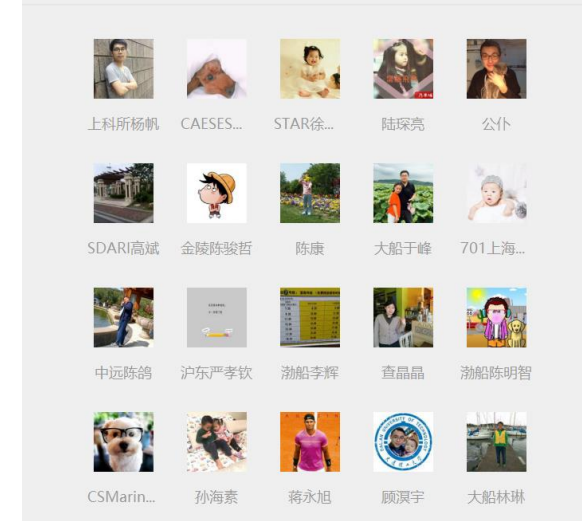 上科所杨帆 CAESES... STAR徐... 陆琛亮 公仆
SDARI高斌 金陵陈骏哲 陈康 大船于峰 701上海...
中远陈鸽 沪东严孝钦 渤船李辉 查晶晶 渤船陈明智
CSMarin... 孙海素 蒋永旭 顾溟宇 大船林琳